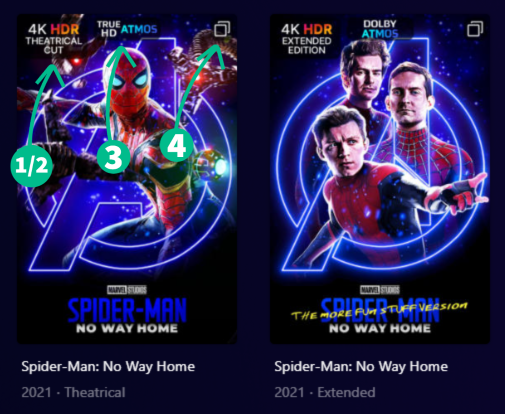 4K HDR
THEATRICAL
CUT
TRUE
HD ATMOS
1/2
3
4
MARVEL STUDIOS
SPIDER-MAN
NO WAY HOME
Spider-Man: No Way Home
2021 · Theatrical
4K HDR
EXTENDED
EDITION
DOLBY
ATMOS
MARVEL STUDIOS
SPIDER-MAN
THE MORE FUN STUFF VERSION
NO WAY HOME
Spider-Man: No Way Home
2021 · Extended